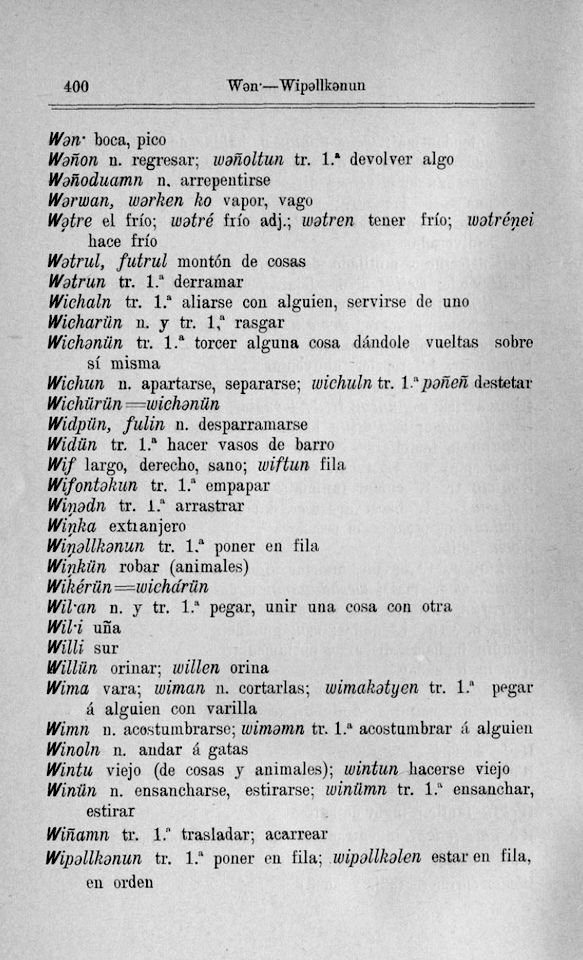 400 Wən·—Wipəllkənun
Wən· boca, pico
Wəñon n. regresar; wəñoltun tr. 1.ª devolver algo
Wəñoduamn n. arrepentirse
Wərwan, wərken ko vapor, vago
Wətre el frío; wətré frío adj.; wətren tener frío; wətréṇei
hace frío
Wətrul, futrul montón de cosas
Wətrun tr. 1.ª derramar
Wichaln tr. 1.ª aliarse con alguien, servirse de uno
Wicharün n. y tr. 1,ª rasgar
Wichənün tr. 1.ª torcer alguna cosa dándole vueltas sobre
sí misma
Wichun n. apartarse, separarse; wichuln tr. 1.ª pəñeñ destetar
Wichürün=wichənün
Widpün, fulin n. desparramarse
Widün tr. 1.ª hacer vasos de barro
Wif largo, derecho, sano; wiftun fila
Wifontəkun tr. 1.ª empapar
Wiṇədn tr. 1.ª arrastrar
Wiṇka extranjero
Wiṇəllkənun tr. 1.ª poner en fila
Wiṇkün robar (animales)
Wikérün=wichárün
Wil·an n. y tr. 1.ª pegar, unir una cosa con otra
Wil·i uña
Willi sur
Willün orinar; willen orina
Wima vara; wiman n. cortarlas; wimakətyen tr. 1.ª pegar
á alguien con varilla
Wimn n. acostumbrarse; wiməmn tr. 1.ª acostumbrar á alguien
Winoln n. andar á gatas
Wintu viejo (de cosas y animales); wintun hacerse viejo
Winün n. ensancharse, estirarse; winümn tr. 1.ª ensanchar,
estirar
Wiñamn tr. 1.ª trasladar; acarrear
Wipəllkənun tr. 1.ª poner en fila; wipəllkəlen estar en fila,
en orden